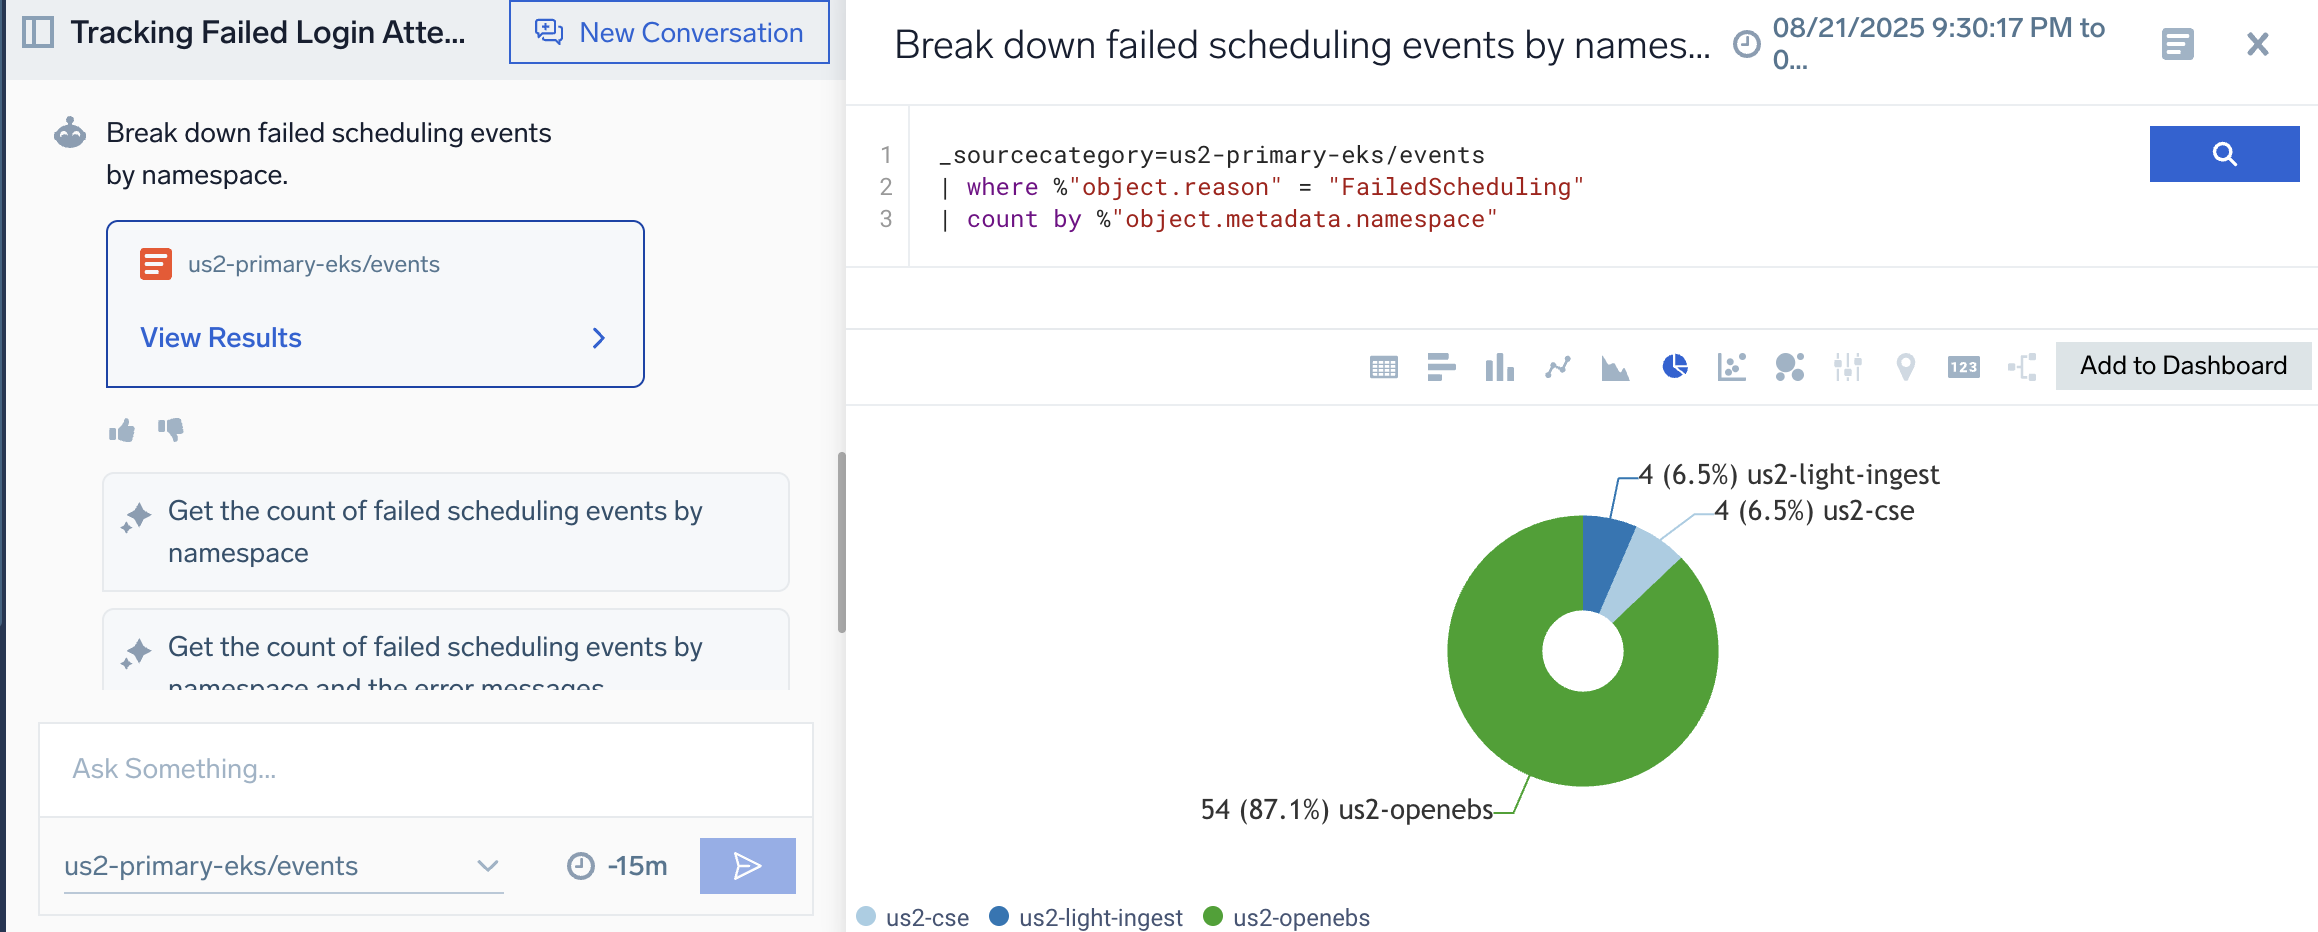 Tracking Failed Login Atte...
New Conversation
Break down failed scheduling events
by namespace.
us2-primary-eks/events
View Results
Get the count of failed scheduling events by
namespace
Get the count of failed scheduling events by
namespace and the error messages
Ask Something...
us2-primary-eks/events
-15m
Break down failed scheduling events by names...
08/21/2025 9:30:17 PM to
0...
1 _sourcecategory=us2-primary-eks/events
2 | where %"object.reason" = "FailedScheduling"
3 | count by %"object.metadata.namespace"
123
Add to Dashboard
4 (6.5%) us2-light-ingest
4 (6.5%) us2-cse
54 (87.1%) us2-openebs
us2-cse us2-light-ingest us2-openebs